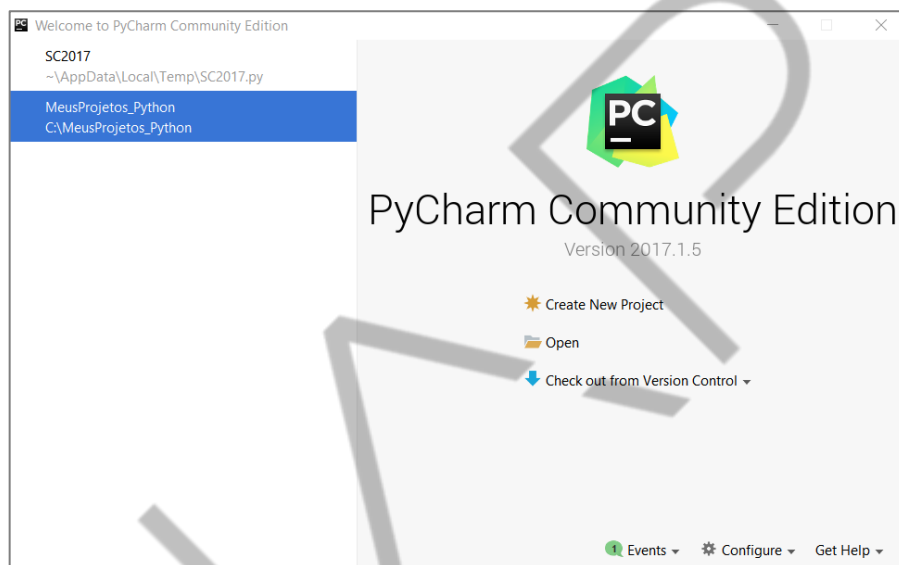 PC Welcome to PyCharm Community Edition
SC2017
~\AppData\Local\Temp\SC2017.py
MeusProjetos_Python
C:\MeusProjetos_Python
PC
PyCharm Community Edition
Version 2017.1.5
Create New Project
Open
Check out from Version Control
1 Events Configure Get Help